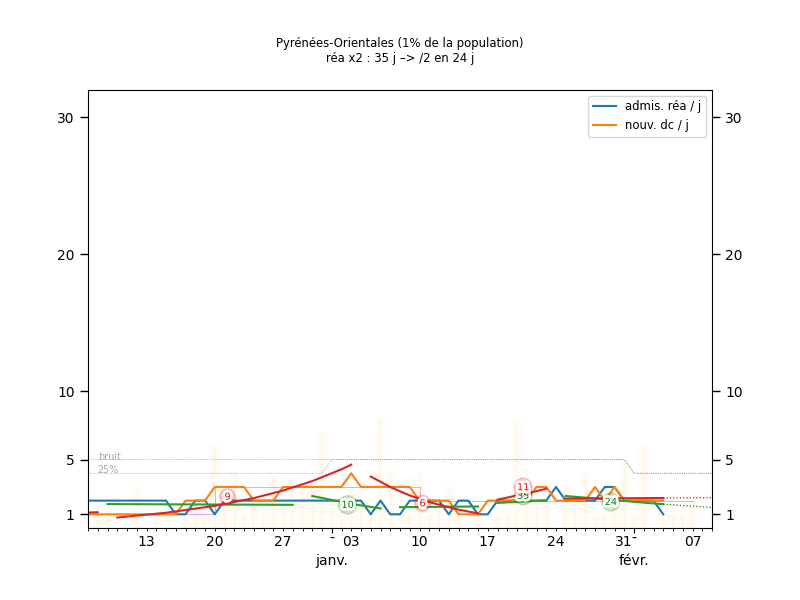 Pyrénées-Orientales (1% de la population)
réa x2 : 35 j –> /2 en 24 j
admis. réa / j
nouv. dc / j
30 30
20 20
10 10
bruit
5 5
25%
11
9 35 24
10 6
1 1
13 20 27 - 03 10 17 24 31- 07
janv. févr.